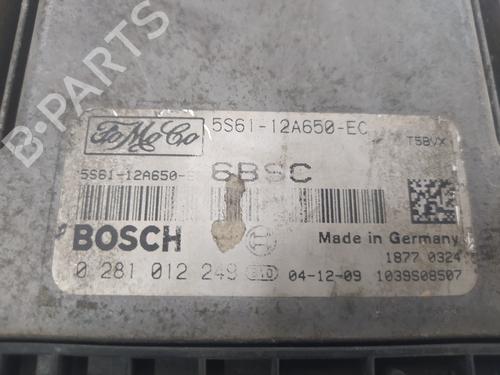 FoMoCo
5S61-12A650-EC
T5BVX
5S61-12A650-
6BSC
BOSCH
Made in Germany
0 281 012 249
04-12-09
1877 0324
1039S08507
B PARTS